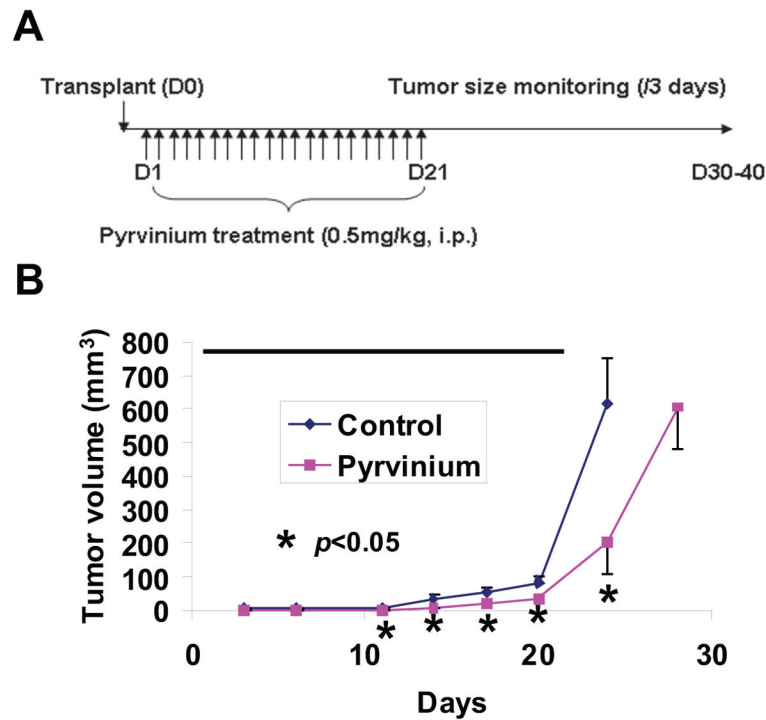 A
Transplant (D0)
Tumor size monitoring (/3 days)
D1
D21
D30-40
Pyrvinium treatment (0.5mg/kg, i.p.)
B
Tumor volume (mm³)
800
700
600
500
400
300
200
100
0
Control
Pyrvinium
* p<0.05
*
*
*
*
*
0
10
20
30
Days